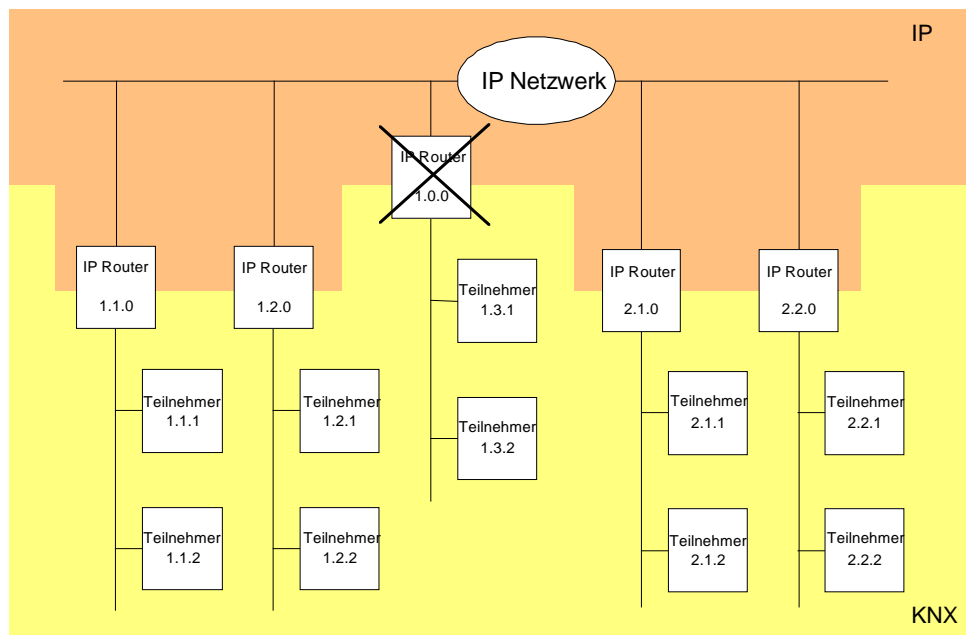 IP
IP Netzwerk
IP Router
1.0.0
IP Router
1.1.0
IP Router
1.2.0
IP Router
2.1.0
IP Router
2.2.0
Teilnehmer
1.3.1
Teilnehmer
1.1.1
Teilnehmer
1.2.1
Teilnehmer
1.3.2
Teilnehmer
2.1.1
Teilnehmer
2.2.1
Teilnehmer
1.1.2
Teilnehmer
1.2.2
Teilnehmer
2.1.2
Teilnehmer
2.2.2
KNX